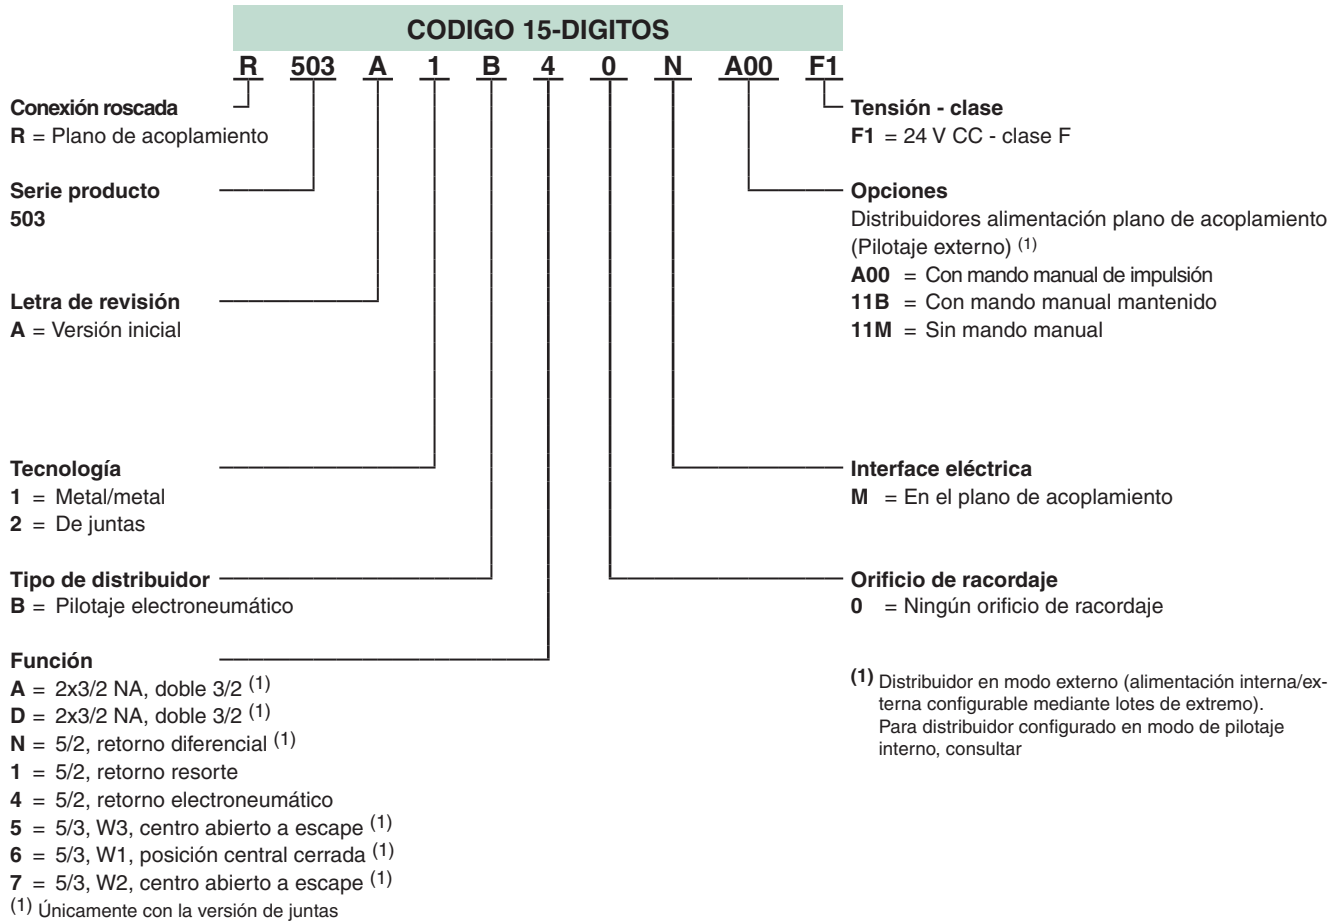 CODIGO 15-DIGITOS
R 503 A 1 B 4 0 N A00 F1
Conexión roscada
R = Plano de acoplamiento
Serie producto
503
Letra de revisión
A = Versión inicial
Tecnología
1 = Metal/metal
2 = De juntas
Tipo de distribuidor
B = Pilotaje electroneumático
Función
A = 2x3/2 NA, doble 3/2 (1)
D = 2x3/2 NA, doble 3/2 (1)
N = 5/2, retorno diferencial (1)
1 = 5/2, retorno resorte
4 = 5/2, retorno electroneumático
5 = 5/3, W3, centro abierto a escape (1)
6 = 5/3, W1, posición central cerrada (1)
7 = 5/3, W2, centro abierto a escape (1)
(1) Únicamente con la versión de juntas
Tensión - clase
F1 = 24 V CC - clase F
Opciones
Distribuidores alimentación plano de acoplamiento
(Pilotaje externo) (1)
A00 = Con mando manual de impulsión
11B = Con mando manual mantenido
11M = Sin mando manual
Interface eléctrica
M = En el plano de acoplamiento
Orificio de racordaje
0 = Ningún orificio de racordaje
(1) Distribuidor en modo externo (alimentación interna/ex-
terna configurable mediante lotes de extremo).
Para distribuidor configurado en modo de pilotaje
interno, consultar